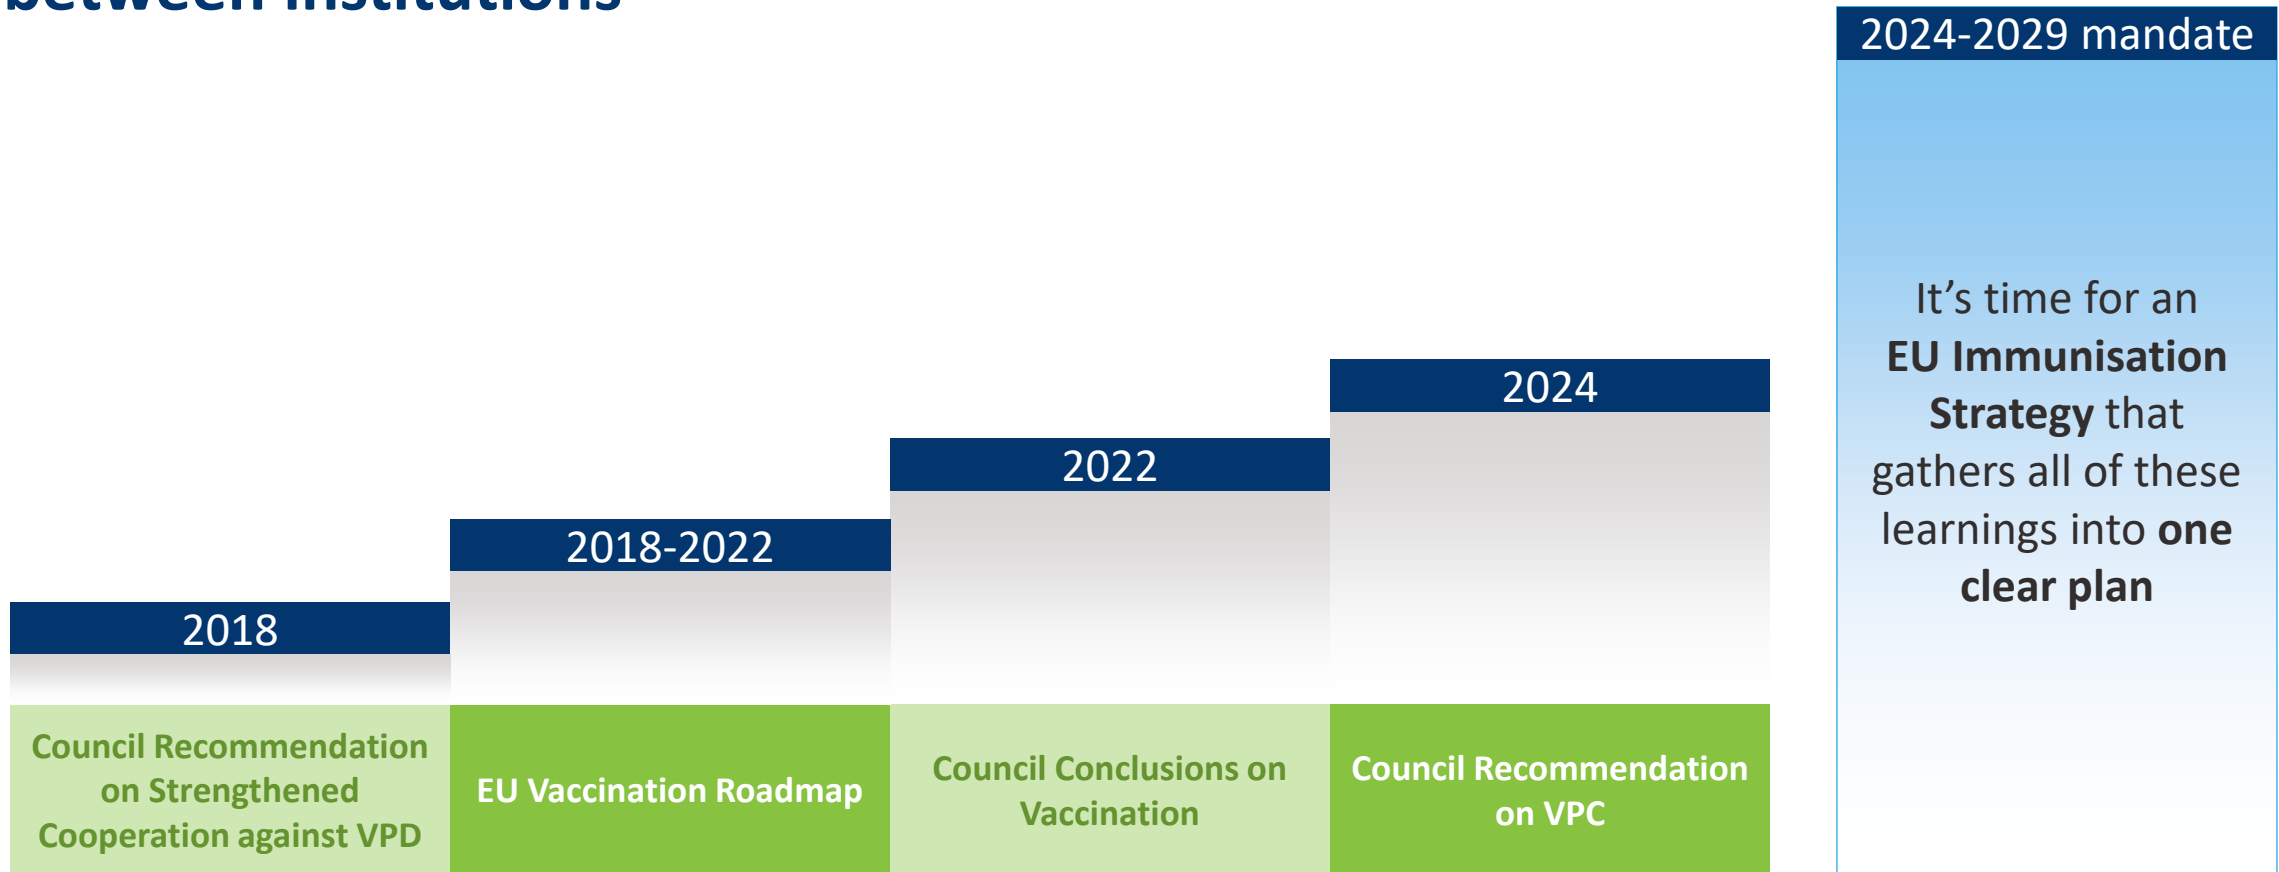 between institutions
2024-2029 mandate
It’s time for an
EU Immunisation
Strategy that
gathers all of these
learnings into one
clear plan
2024
2022
2018-2022
2018
Council Recommendation
on Strengthened
Cooperation against VPD
EU Vaccination Roadmap
Council Conclusions on
Vaccination
Council Recommendation
on VPC